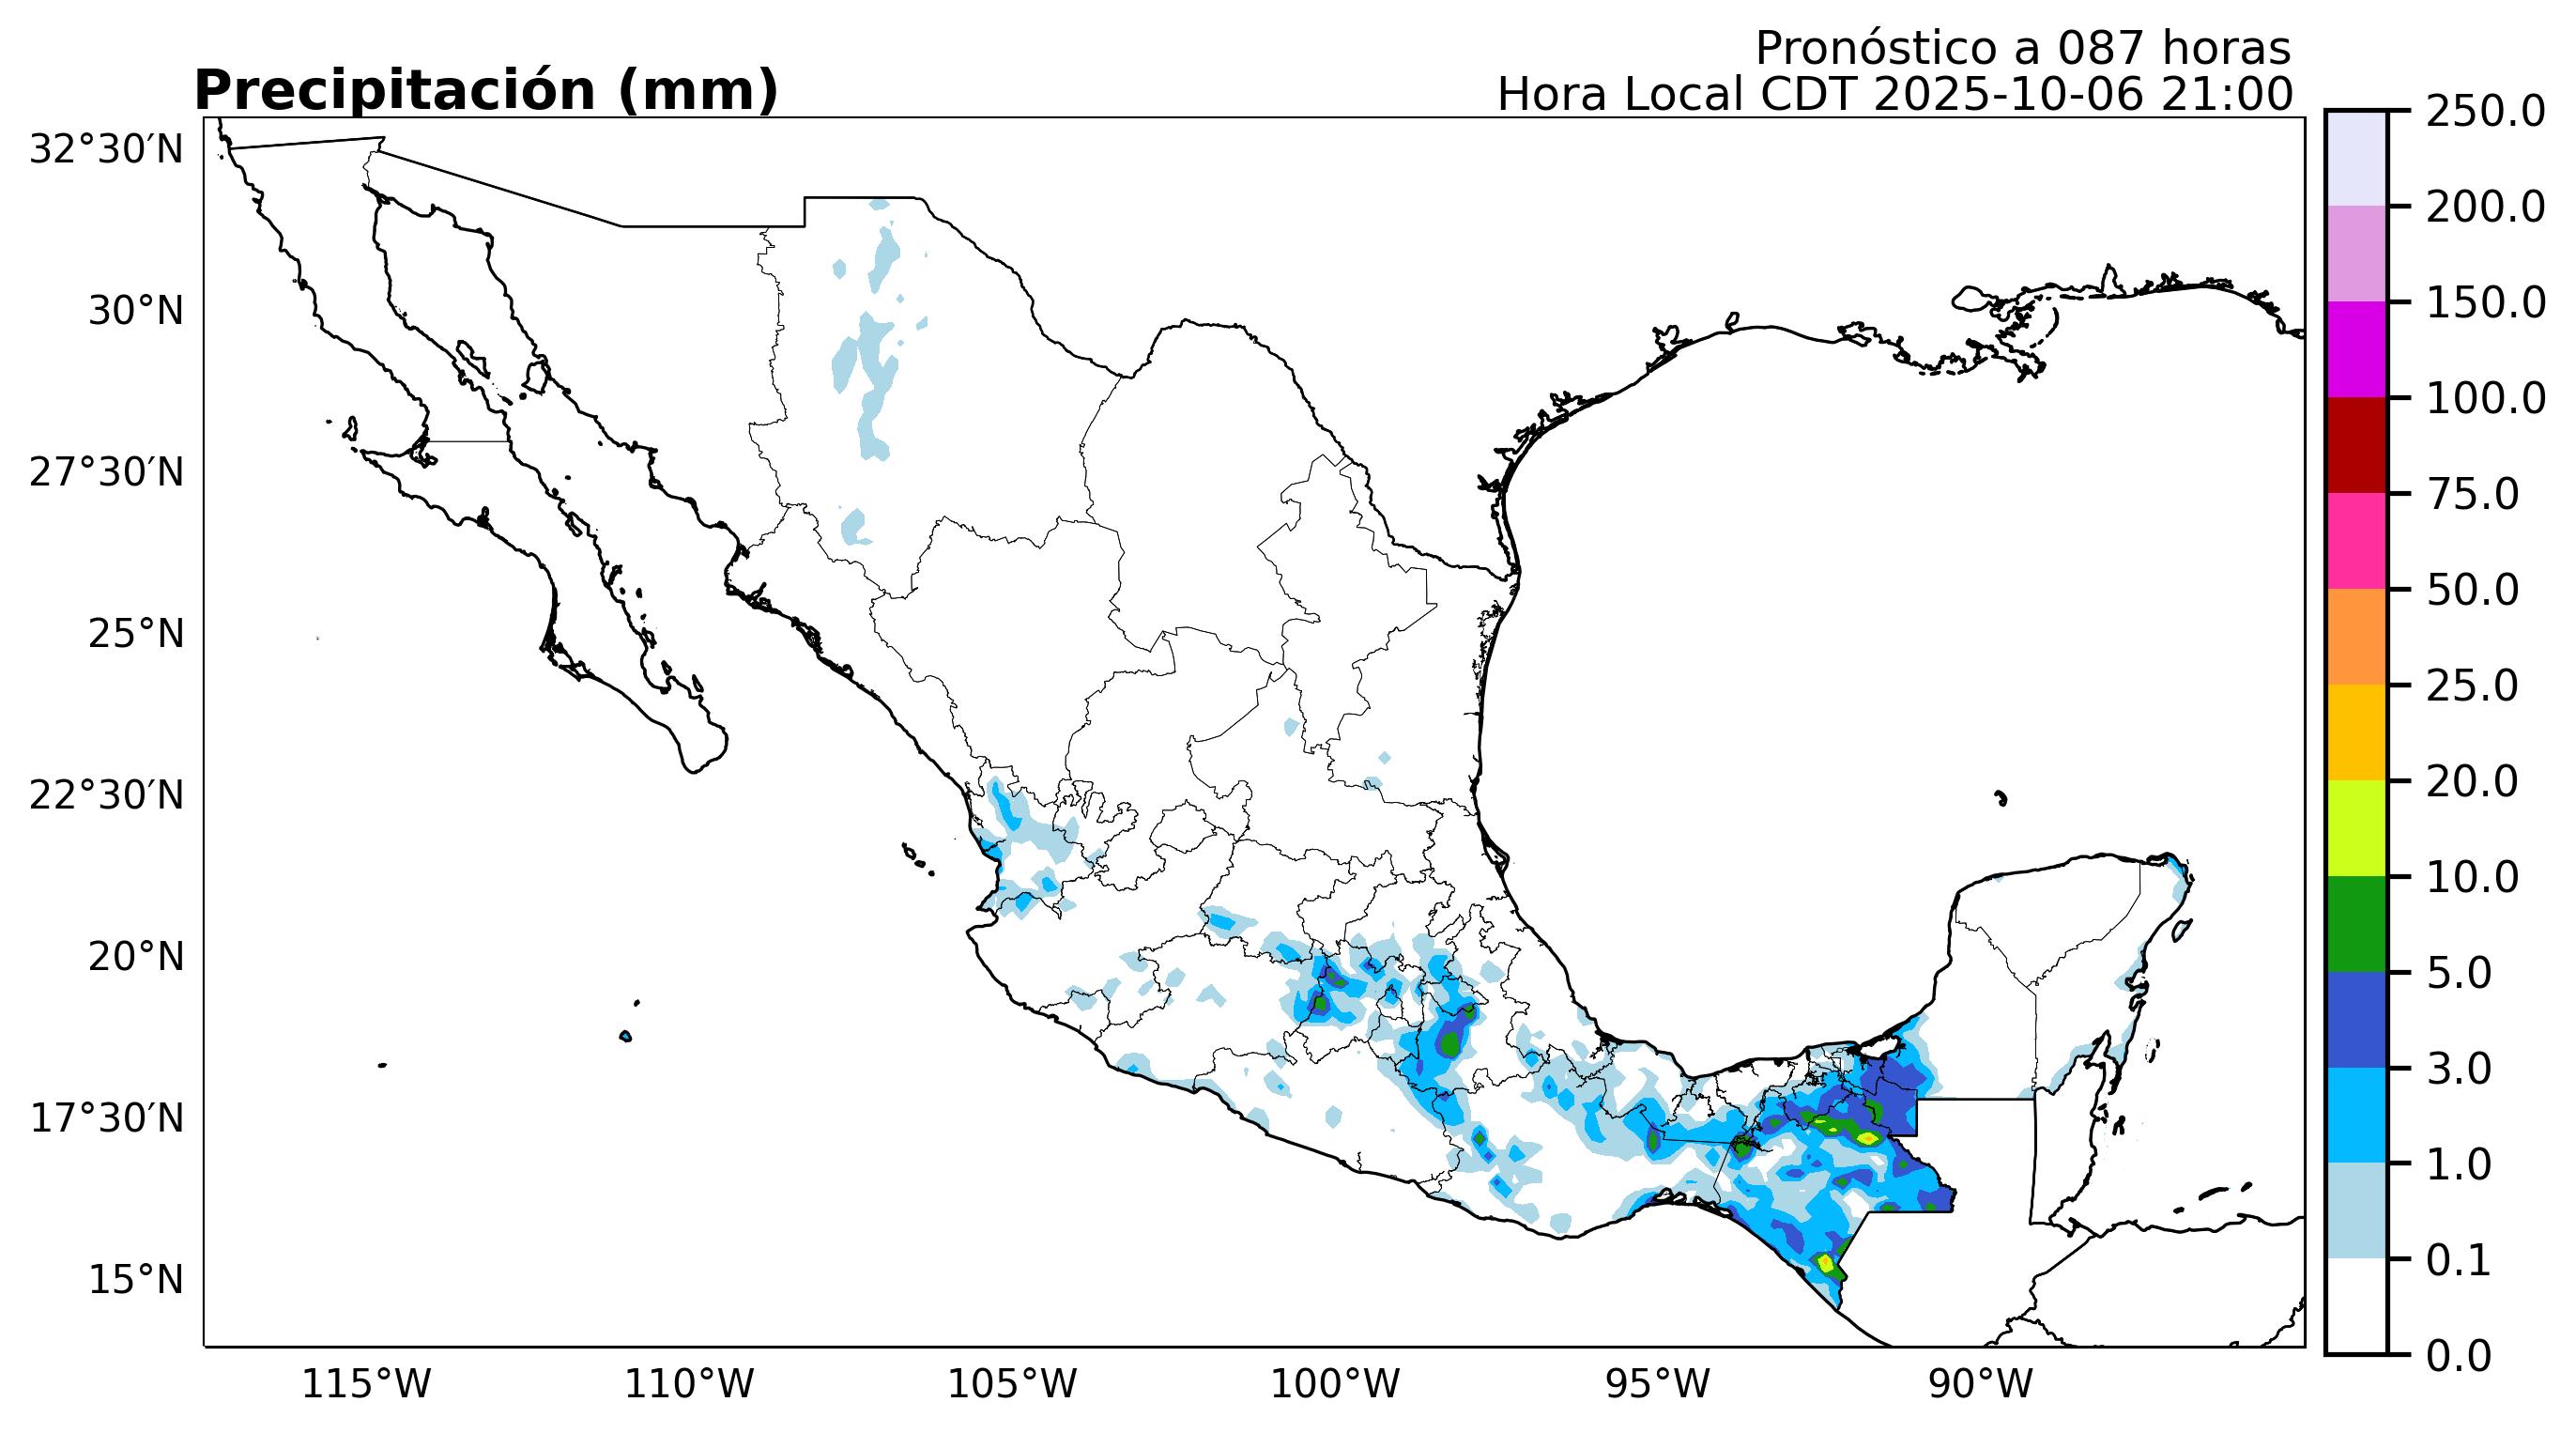 Pronóstico a 087 horas
Precipitación (mm)
Hora Local CDT 2025-10-06 21:00
32°30′N
30°N
27°30′N
25°N
22°30′N
20°N
17°30′N
15°N
115°W
110°W
105°W
100°W
95°W
90°W
250.0
200.0
150.0
100.0
75.0
50.0
25.0
20.0
10.0
5.0
3.0
1.0
0.1
0.0